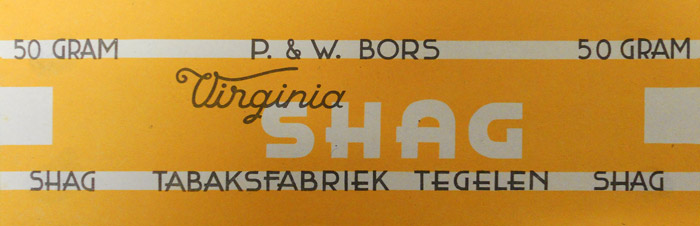 50 GRAM P. & W. BORS 50 GRAM
Virginia
SHAG
SHAG TABAKSFABRIEK TEGELEN SHAG